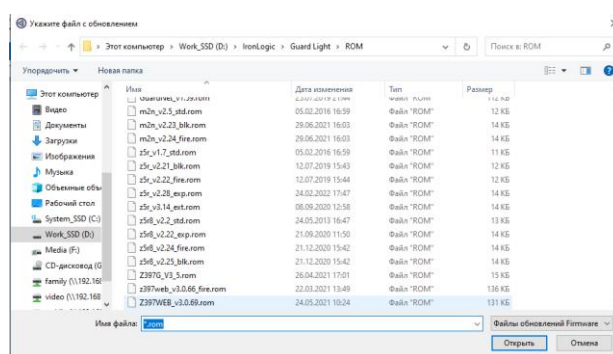 Укажите файл с обновлением
Этот компьютер > Work_SSD (D:) > IronLogic > Guard Light > ROM
Поиск в: ROM
Упорядочить
Новая папка
Имя
Дата изменения
Тип
Размер
Этот компьютер
Видео
Документы
Загрузки
Изображения
Музыка
Объемные объ
Рабочий стол
System_SSD (C:)
Work_SSD (D:)
Media (F:)
CD-дисковод (G
family (\\192.168
video (\\192.168
m2n_v2.5_std.rom 05.02.2016 16:59 Файл "ROM" 12 КБ
m2n_v2.23_blk.rom 29.06.2021 16:03 Файл "ROM" 14 КБ
m2n_v2.24_fire.rom 29.06.2021 16:03 Файл "ROM" 14 КБ
z5r_v1.7_std.rom 05.02.2016 16:59 Файл "ROM" 11 КБ
z5r_v2.21_blk.rom 12.07.2019 15:43 Файл "ROM" 12 КБ
z5r_v2.22_fire.rom 12.07.2019 15:44 Файл "ROM" 12 КБ
z5r_v2.28_exp.rom 24.02.2022 17:47 Файл "ROM" 14 КБ
z5r_v3.14_ext.rom 08.09.2020 12:58 Файл "ROM" 14 КБ
z5r8_v2.2_std.rom 24.05.2013 16:47 Файл "ROM" 13 КБ
z5r8_v2.22_exp.rom 21.09.2020 11:50 Файл "ROM" 14 КБ
z5r8_v2.24_fire.rom 21.12.2020 15:42 Файл "ROM" 14 КБ
z5r8_v2.25_blk.rom 21.12.2020 15:42 Файл "ROM" 14 КБ
Z397G_V3_5.rom 26.04.2021 17:01 Файл "ROM" 15 КБ
z397web_v3.0.66_fire.rom 22.03.2021 13:49 Файл "ROM" 136 КБ
Z397WEB_v3.0.69.rom 24.05.2021 10:24 Файл "ROM" 131 КБ
Имя файла: *.rom
Файлы обновлений Firmware
Открыть
Отмена